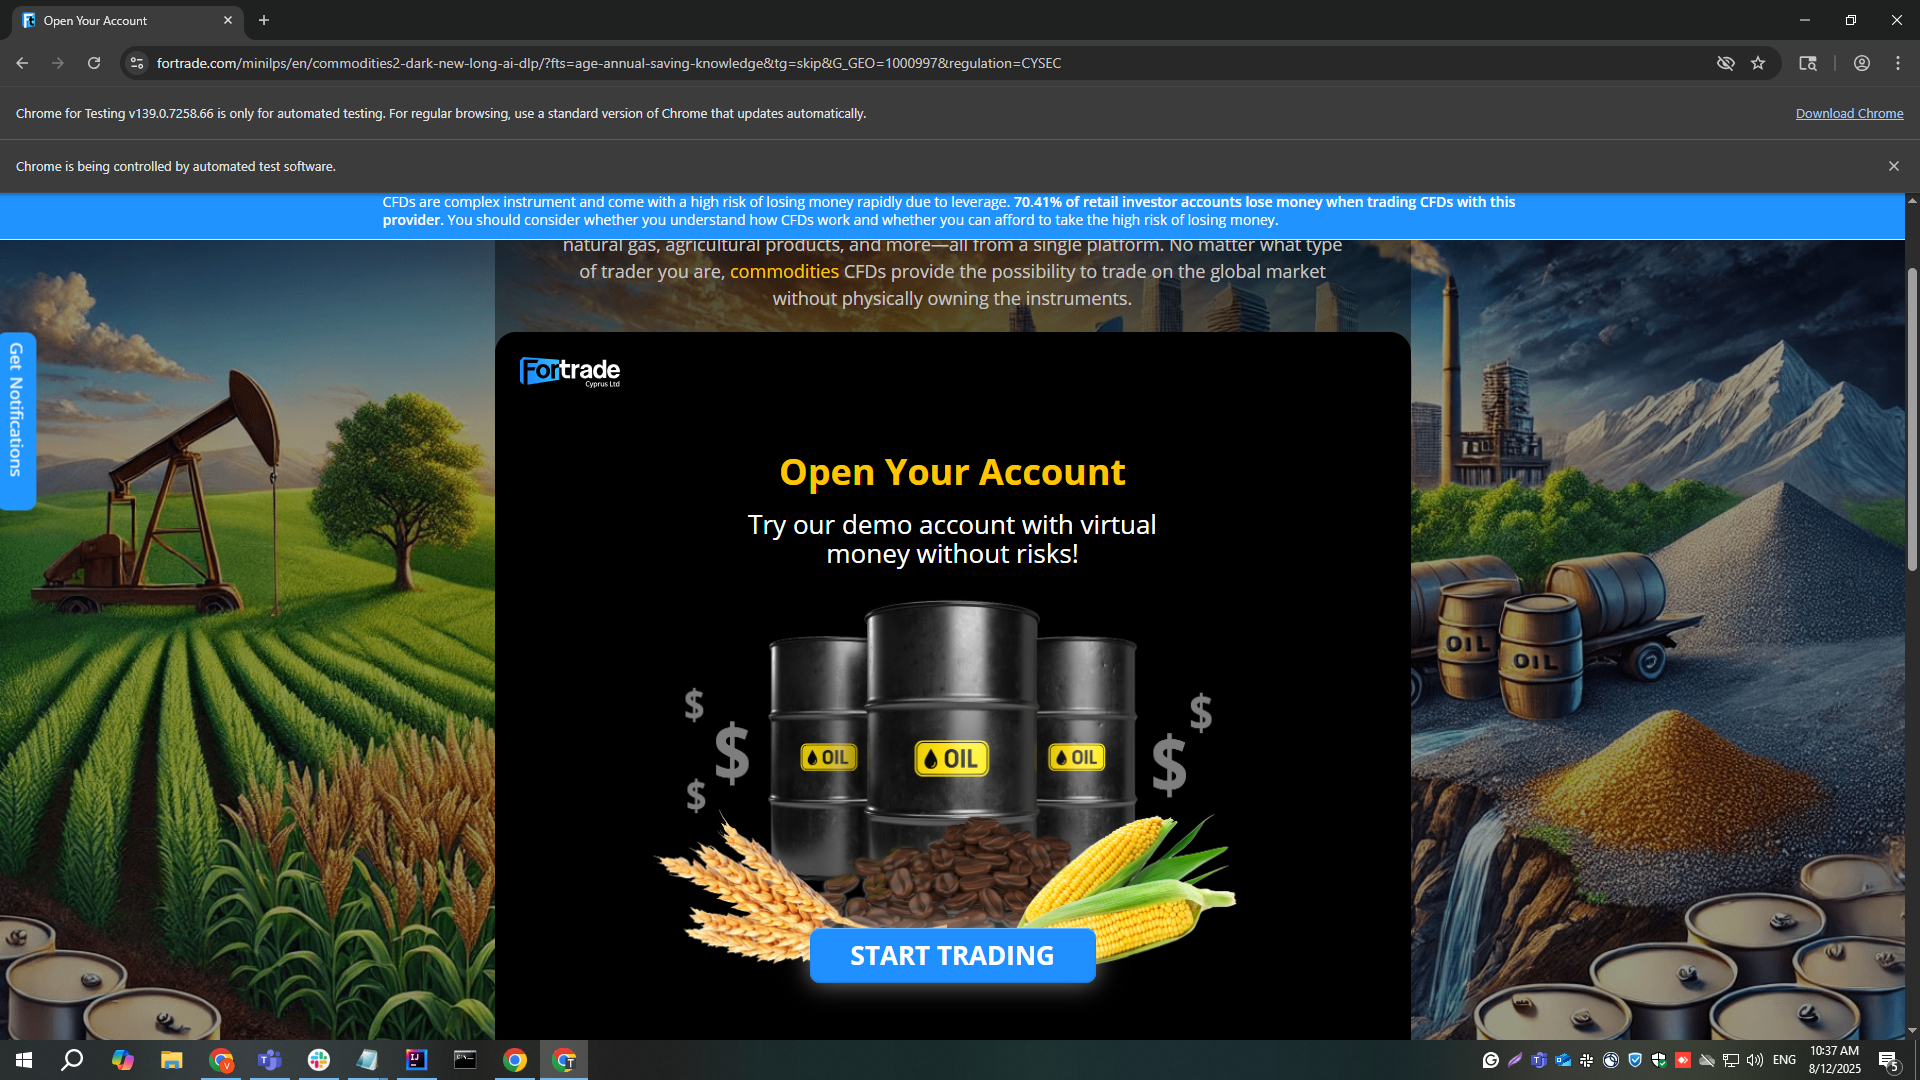 Open Your Account
fortrade.com/minilps/en/commodities2-dark-new-long-ai-dlp/?fts=age-annual-saving-knowledge&tg=skip&G_GEO=1000997&regulation=CYSEC
Chrome for Testing v139.0.7258.66 is only for automated testing. For regular browsing, use a standard version of Chrome that updates automatically.
Download Chrome
Chrome is being controlled by automated test software.
CFDs are complex instrument and come with a high risk of losing money rapidly due to leverage. 70.41% of retail investor accounts lose money when trading CFDs with this
provider. You should consider whether you understand how CFDs work and whether you can afford to take the high risk of losing money.
natural gas, agricultural products, and more—all from a single platform. No matter what type
of trader you are, commodities CFDs provide the possibility to trade on the global market
without physically owning the instruments.
Get Notifications
Fortrade
Cyprus Ltd
Open Your Account
Try our demo account with virtual
money without risks!
$ $ $ $ $
OIL OIL OIL
OIL OIL
START TRADING
ENG
10:37 AM
8/12/2025
5